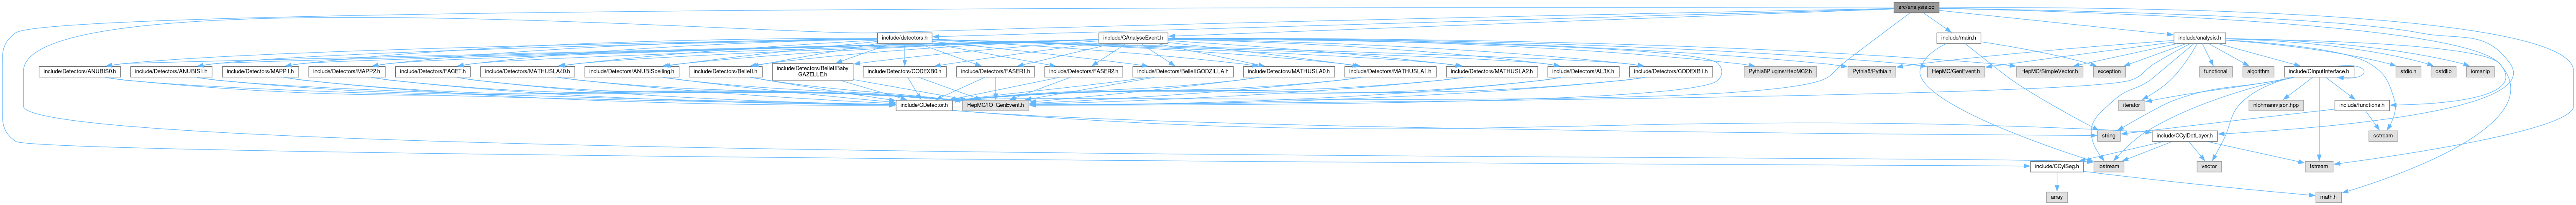 src/analysis.cc
include/detectors.h
include/CAnalyseEvent.h
include/main.h
include/analysis.h
include/Detectors/ANUBIS0.h
include/Detectors/ANUBIS1.h
include/Detectors/MAPP1.h
include/Detectors/MAPP2.h
include/Detectors/FACET.h
include/Detectors/MATHUSLA40.h
include/Detectors/ANUBISceiling.h
include/Detectors/BelleII.h
include/Detectors/BelleIIBaby
GAZELLE.h
include/Detectors/CODEXB0.h
include/Detectors/FASER1.h
include/Detectors/FASER2.h
include/Detectors/BelleIIGODZILLA.h
include/Detectors/MATHUSLA0.h
include/Detectors/MATHUSLA1.h
include/Detectors/MATHUSLA2.h
include/Detectors/AL3X.h
include/Detectors/CODEXB1.h
Pythia8Plugins/HepMC2.h
Pythia8/Pythia.h
HepMC/GenEvent.h
HepMC/SimpleVector.h
exception
functional
algorithm
include/CInputInterface.h
stdio.h
cstdlib
iomanip
include/CDetector.h
HepMC/IO_GenEvent.h
iterator
nlohmann/json.hpp
include/functions.h
string
include/CCylDetLayer.h
sstream
include/CCylSeg.h
iostream
vector
fstream
array
math.h